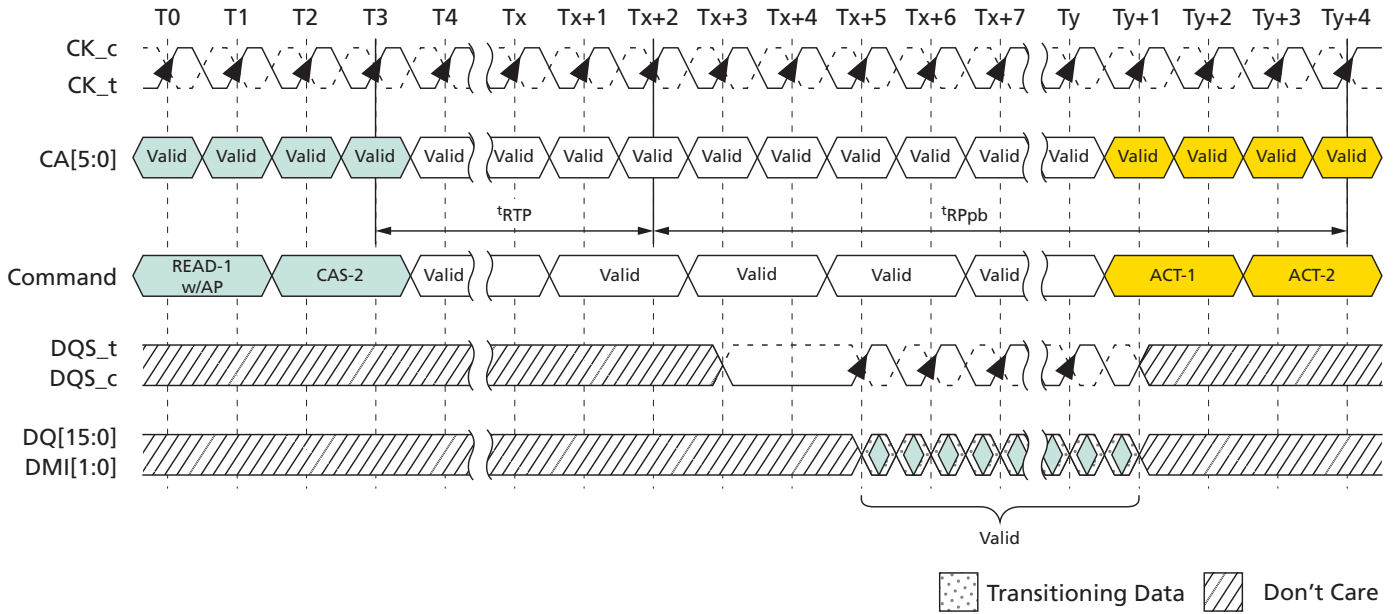 T0 T1 T2 T3 T4 Tx Tx+1 Tx+2 Tx+3 Tx+4 Tx+5 Tx+6 Tx+7 Ty Ty+1 Ty+2 Ty+3 Ty+4
CK_c
CK_t
CA[5:0] Valid Valid Valid Valid Valid Valid Valid Valid Valid Valid Valid Valid Valid Valid Valid Valid Valid Valid
tRTP tRPpb
Command READ-1 w/AP CAS-2 Valid Valid Valid Valid Valid ACT-1 ACT-2
DQS_t
DQS_c
DQ[15:0]
DMI[1:0]
Valid
Transitioning Data Don't Care